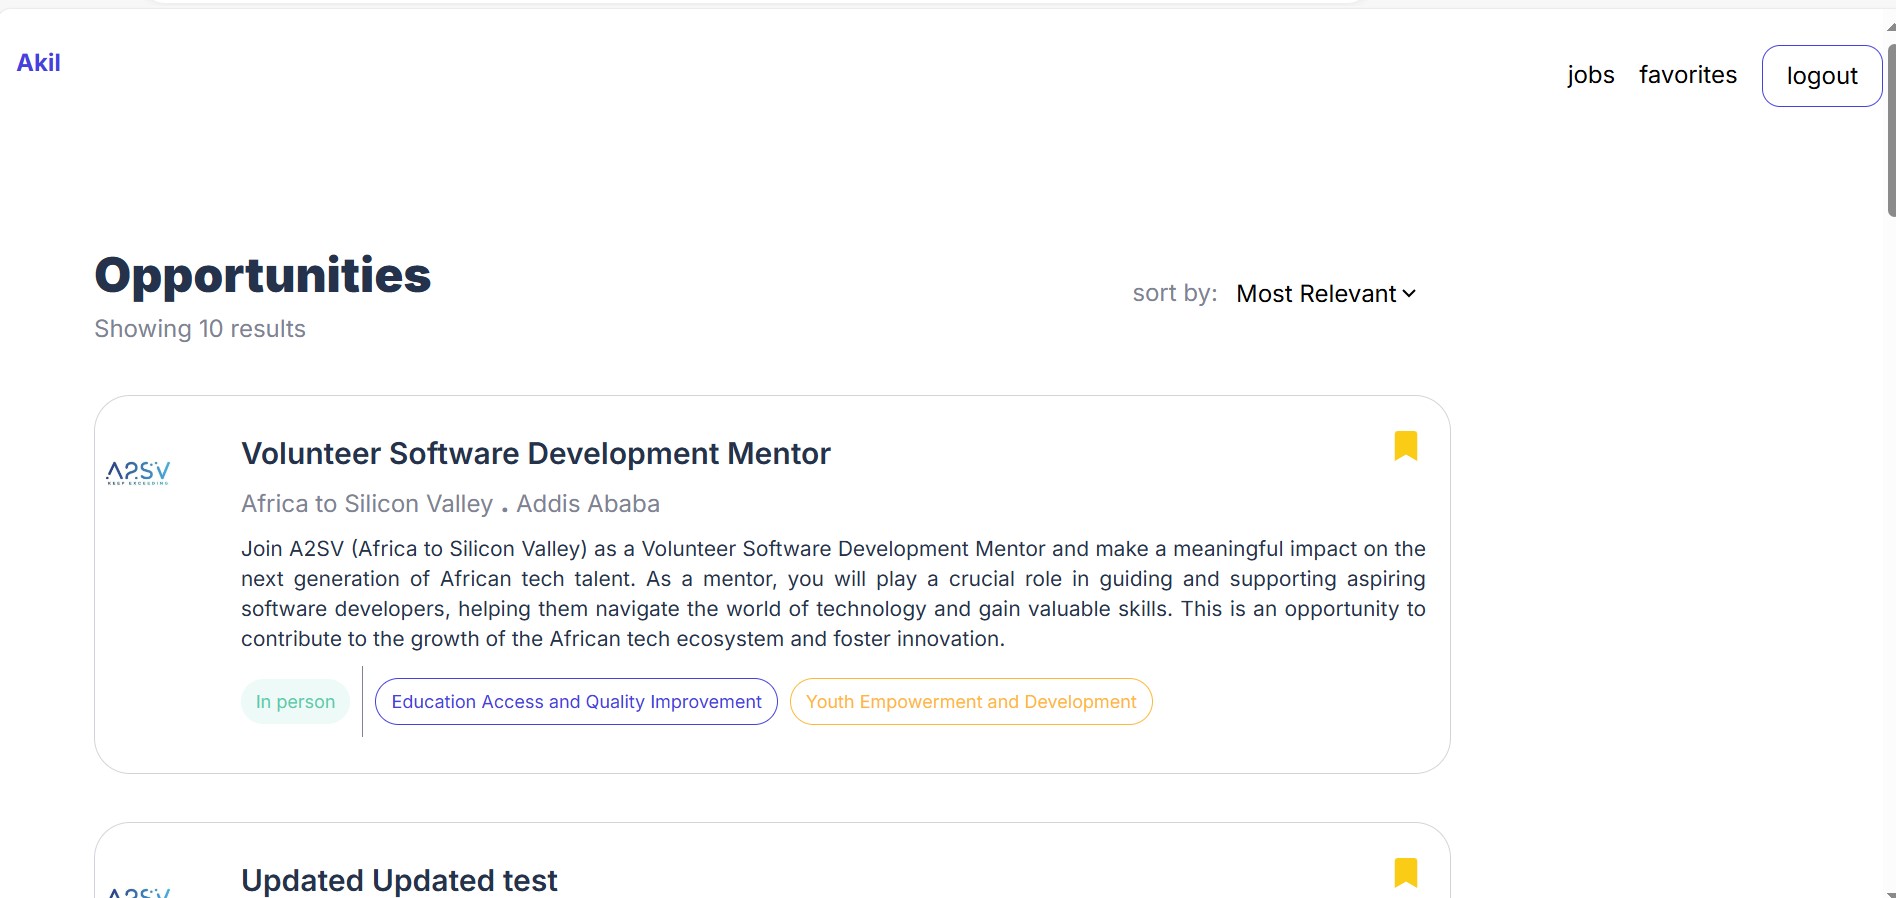 Akil
jobs favorites logout
Opportunities
sort by: Most Relevant
Showing 10 results
Volunteer Software Development Mentor
A2SV
Africa to Silicon Valley . Addis Ababa
Join A2SV (Africa to Silicon Valley) as a Volunteer Software Development Mentor and make a meaningful impact on the
next generation of African tech talent. As a mentor, you will play a crucial role in guiding and supporting aspiring
software developers, helping them navigate the world of technology and gain valuable skills. This is an opportunity to
contribute to the growth of the African tech ecosystem and foster innovation.
In person
Education Access and Quality Improvement
Youth Empowerment and Development
Updated Updated test
A2SV